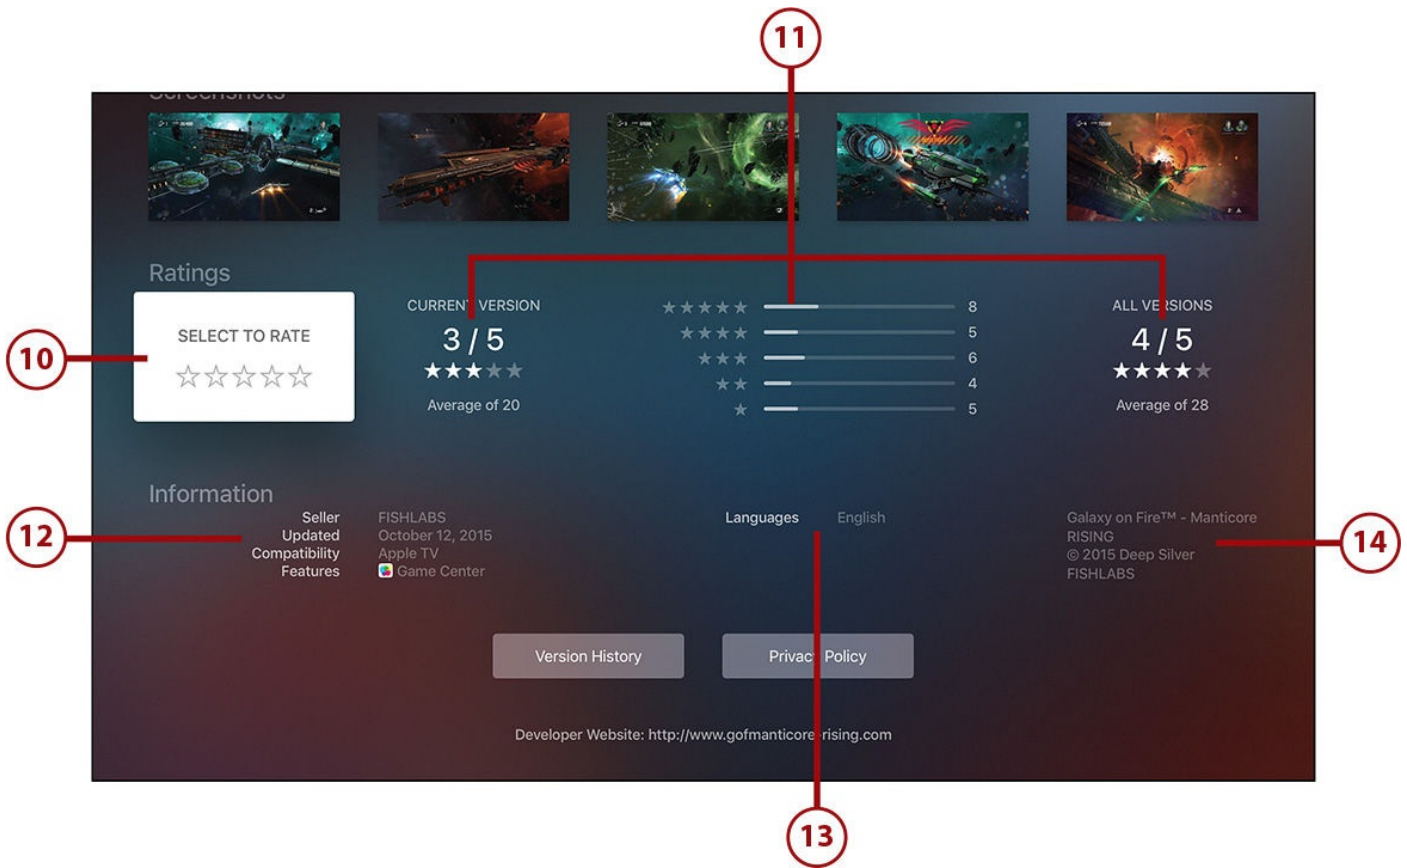 11
Screenshots
Ratings
SELECT TO RATE
CURRENT VERSION
3 / 5
Average of 20
8
5
6
4
5
ALL VERSIONS
4 / 5
Average of 28
10
Information
Seller FISHLABS
Updated October 12, 2015
Compatibility Apple TV
Features Game Center
Languages English
Galaxy on Fire™ - Manticore
RISING
© 2015 Deep Silver
FISHLABS
12
14
Version History
Privacy Policy
Developer Website: http://www.gofmanticore-rising.com
13